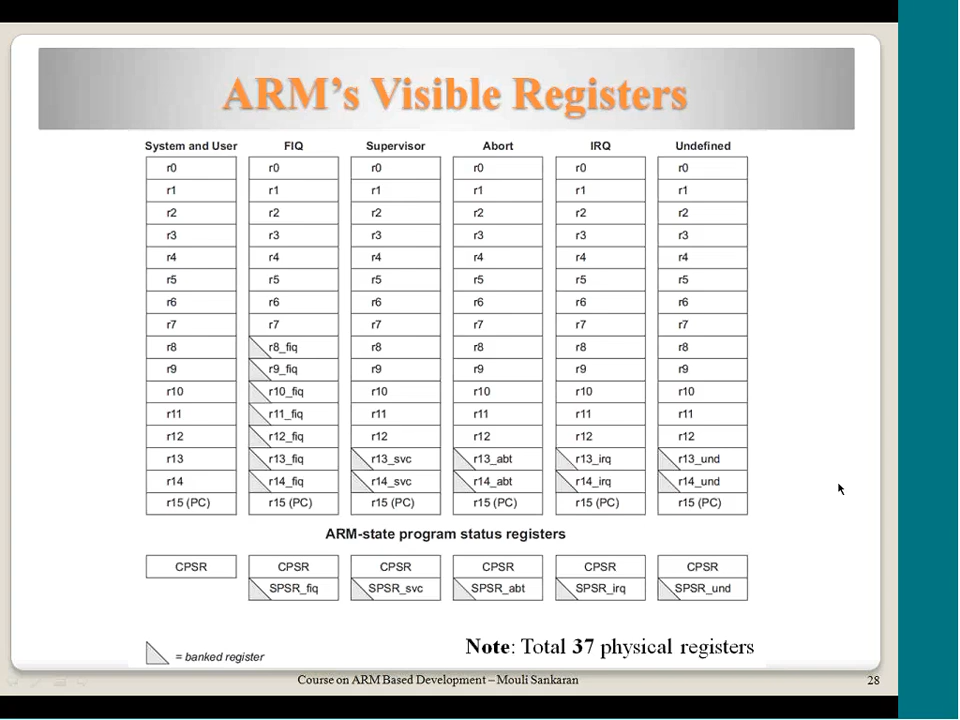 ARM's Visible Registers
System and User FIQ Supervisor Abort IRQ Undefined
r0 r0 r0 r0 r0 r0
r1 r1 r1 r1 r1 r1
r2 r2 r2 r2 r2 r2
r3 r3 r3 r3 r3 r3
r4 r4 r4 r4 r4 r4
r5 r5 r5 r5 r5 r5
r6 r6 r6 r6 r6 r6
r7 r7 r7 r7 r7 r7
r8 r8_fiq r8 r8 r8 r8
r9 r9_fiq r9 r9 r9 r9
r10 r10_fiq r10 r10 r10 r10
r11 r11_fiq r11 r11 r11 r11
r12 r12_fiq r12 r12 r12 r12
r13 r13_fiq r13_svc r13_abt r13_irq r13_und
r14 r14_fiq r14_svc r14_abt r14_irq r14_und
r15 (PC) r15 (PC) r15 (PC) r15 (PC) r15 (PC) r15 (PC)
ARM-state program status registers
CPSR CPSR CPSR CPSR CPSR CPSR
SPSR_fiq SPSR_svc SPSR_abt SPSR_irq SPSR_und
Note: Total 37 physical registers
= banked register
Course on ARM Based Development – Mouli Sankaran 28